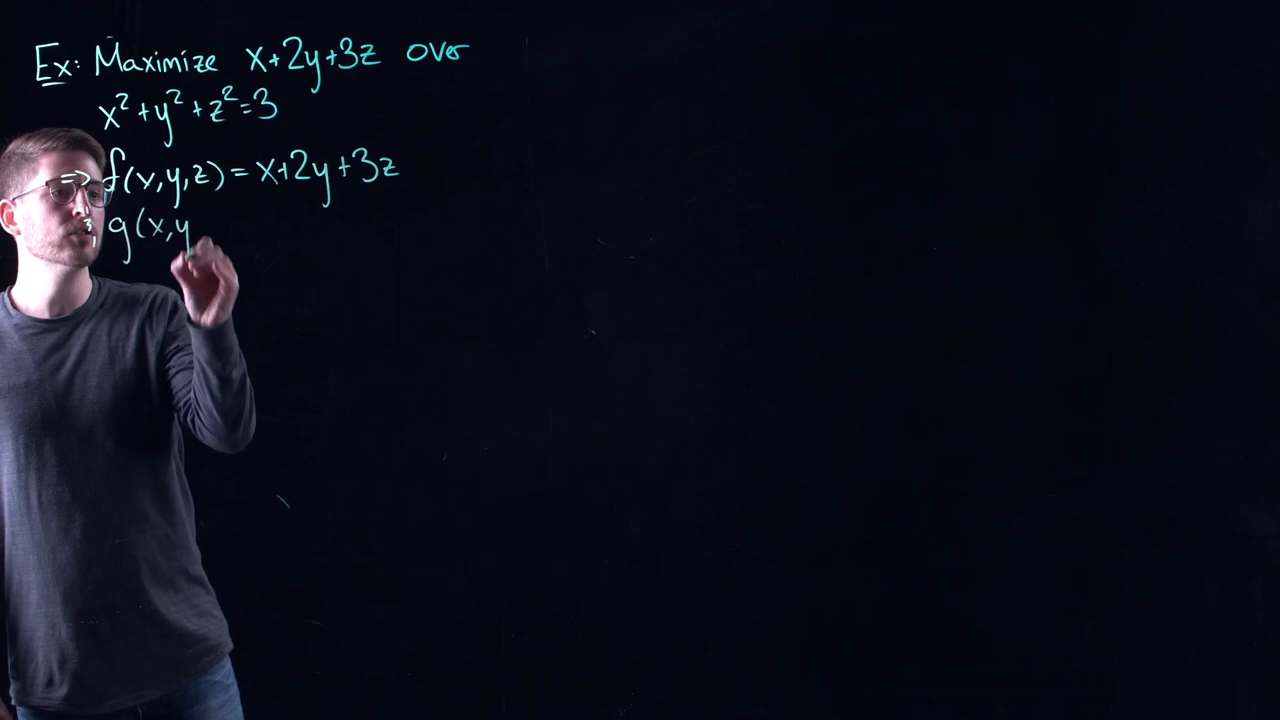 Ex: Maximize x+2y+3z over
x²+y²+z²=3
=> f(x,y,z)=x+2y+3z
g(x,y